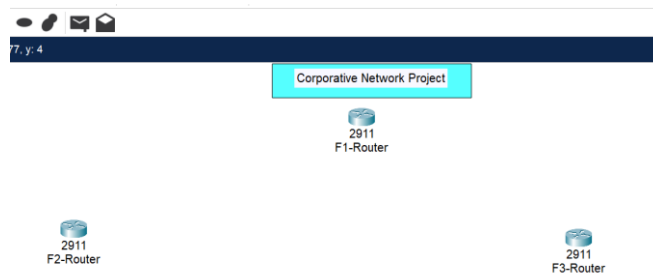 77, y: 4
Corporative Network Project
2911
F1-Router
2911
F2-Router
2911
F3-Router